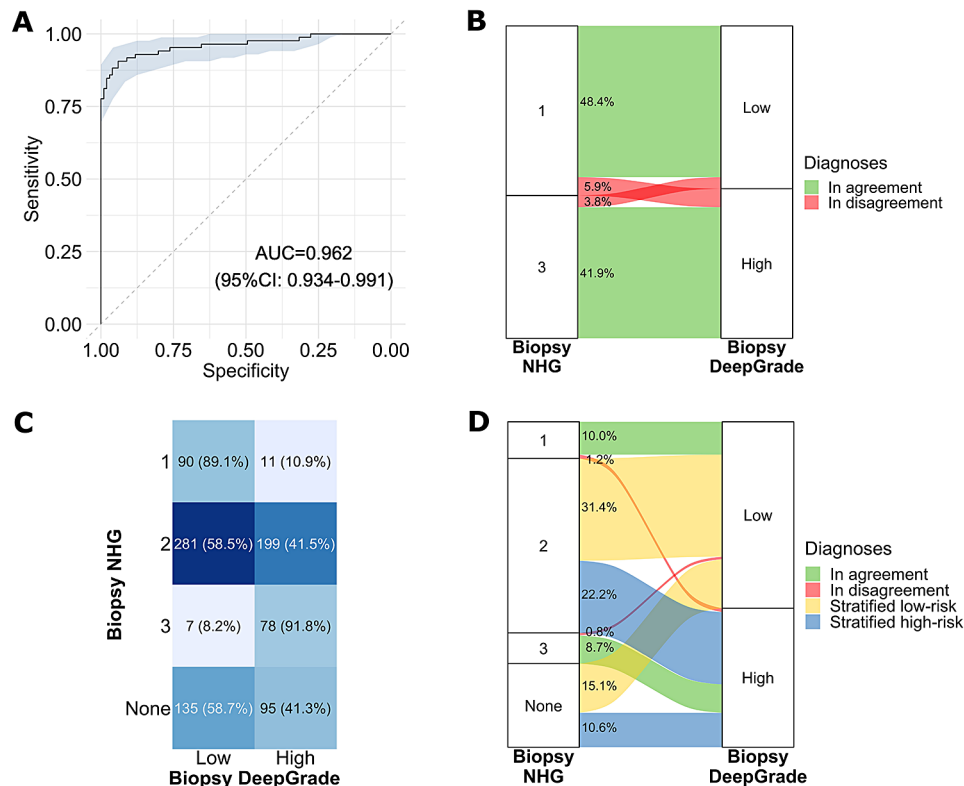 A
1.00
0.75
0.50
0.25
0.00
Sensitivity
AUC=0.962
(95%CI: 0.934-0.991)
1.00 0.75 0.50 0.25 0.00
Specificity
B
1
3
48.4%
5.9%
3.8%
41.9%
Low
High
Biopsy
NHG
Biopsy
DeepGrade
Diagnoses
In agreement
In disagreement
C
Biopsy NHG
1 90 (89.1%) 11 (10.9%)
2 281 (58.5%) 199 (41.5%)
3 7 (8.2%) 78 (91.8%)
None 135 (58.7%) 95 (41.3%)
Low High
Biopsy DeepGrade
D
1
2
3
None
10.0%
1.2%
31.4%
22.2%
0.8%
8.7%
15.1%
10.6%
Low
High
Biopsy
NHG
Biopsy
DeepGrade
Diagnoses
In agreement
In disagreement
Stratified low-risk
Stratified high-risk